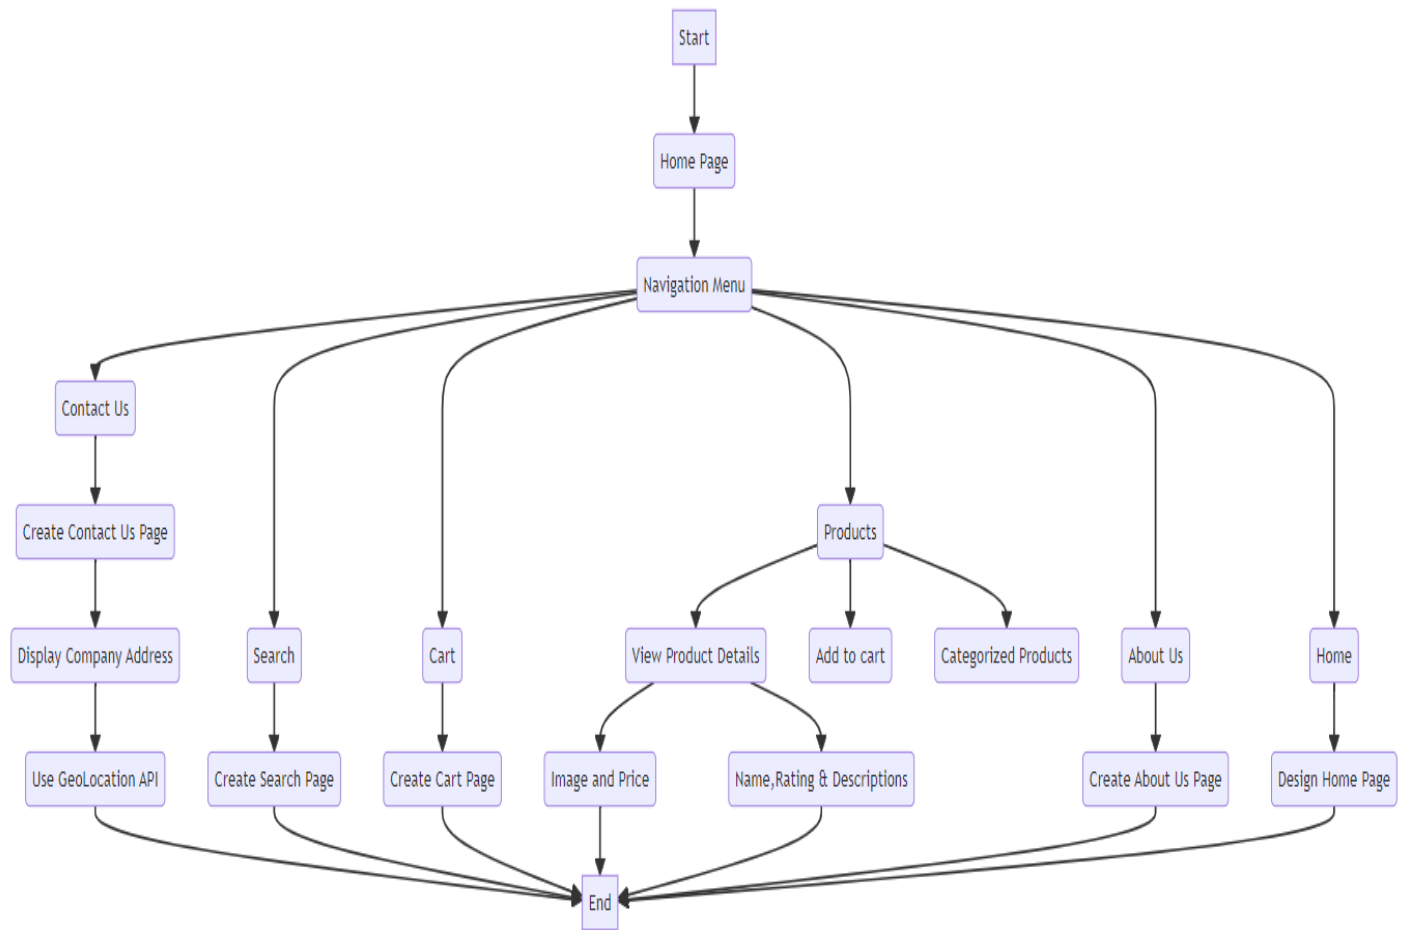 Start
Home Page
Navigation Menu
Contact Us
Create Contact Us Page
Products
Display Company Address
Search
Cart
View Product Details
Add to cart
Categorized Products
About Us
Home
Use GeoLocation API
Create Search Page
Create Cart Page
Image and Price
Name,Rating & Descriptions
Create About Us Page
Design Home Page
End